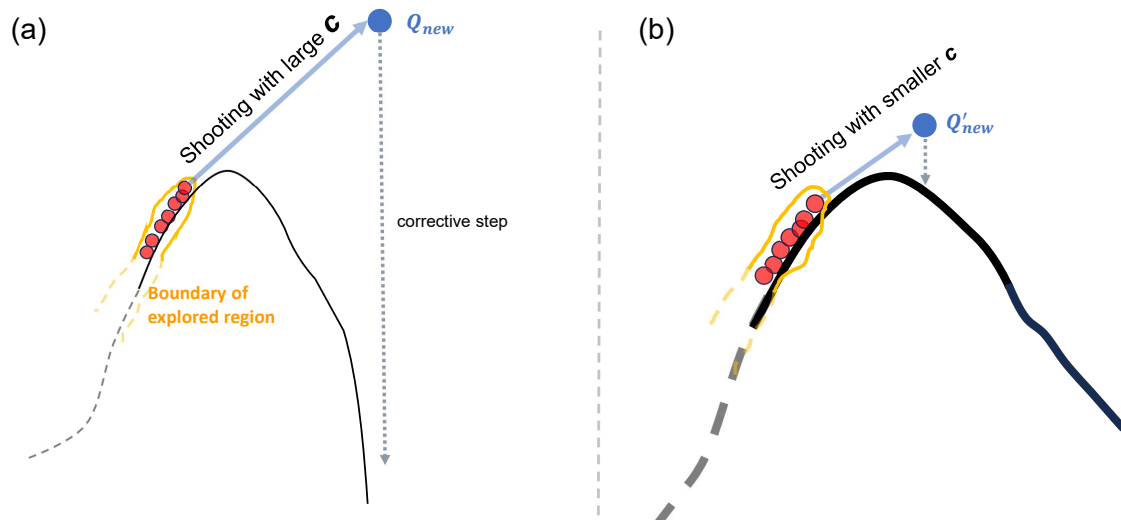 (a)
Shooting with large c
Q_new
corrective step
Boundary of
explored region
(b)
Shooting with smaller c
Q'_new